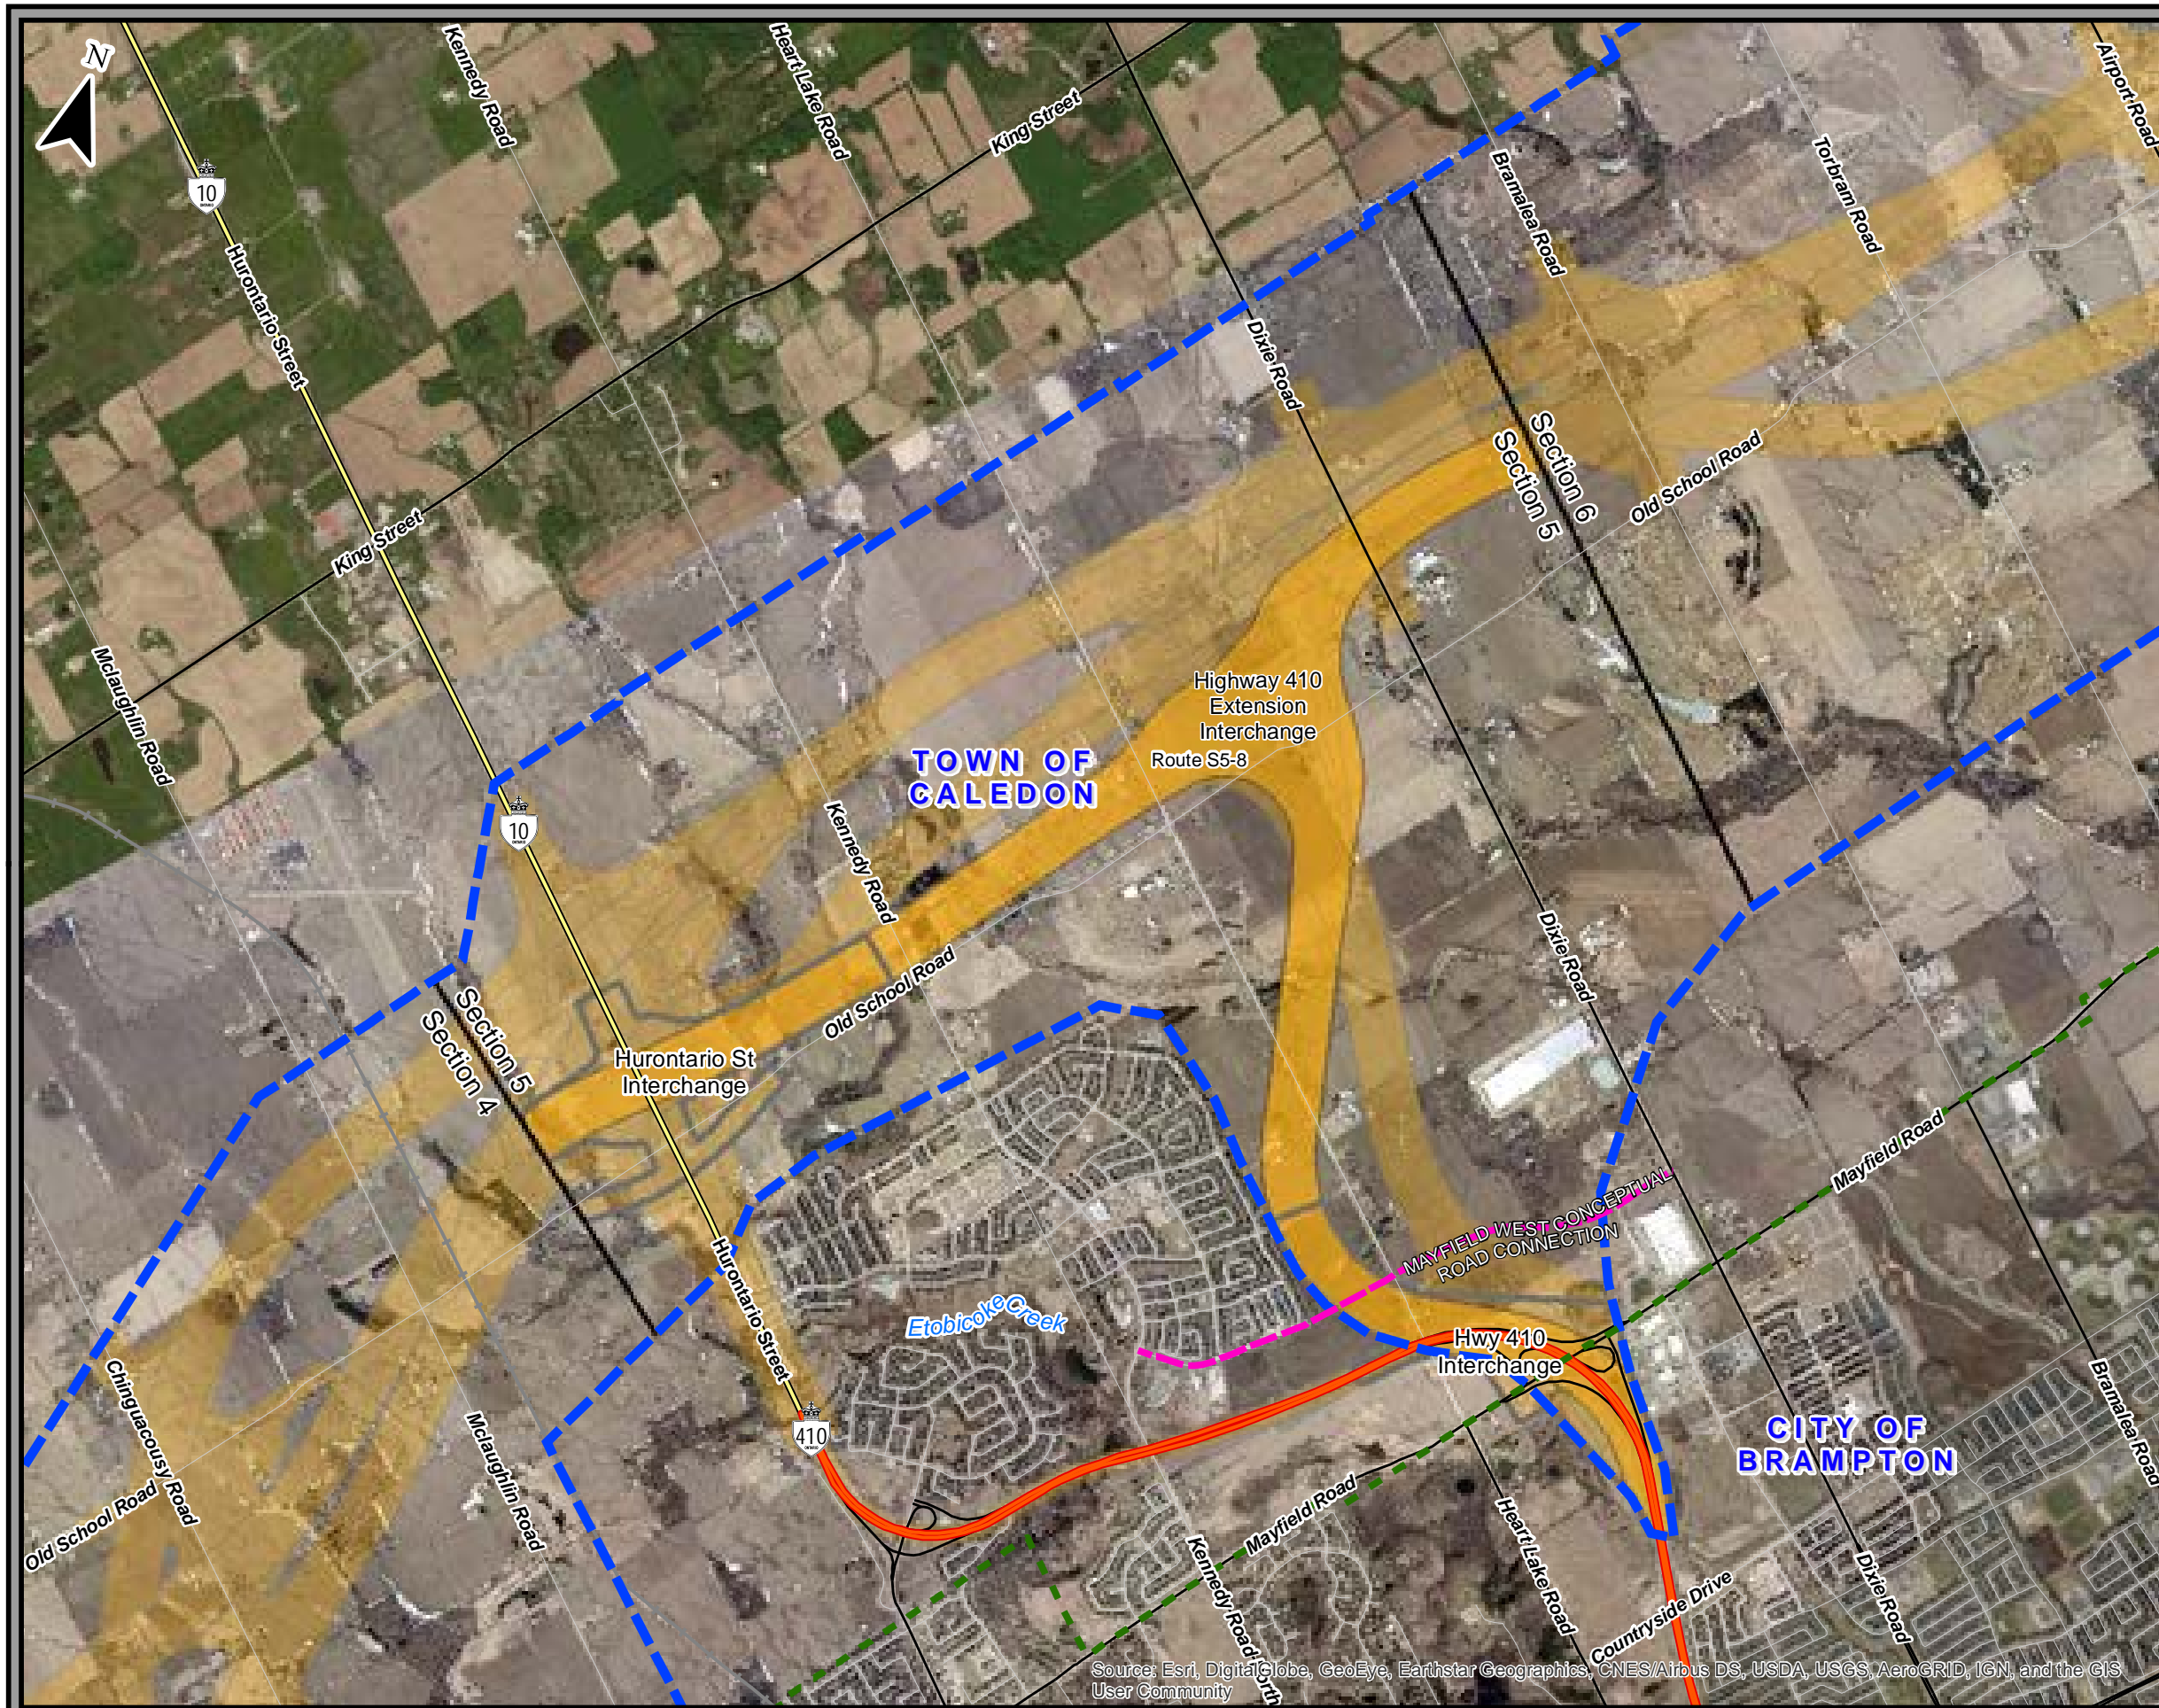 N
Kennedy Road
Heart Lake Road
King Street
Airport Road
10
Bramalea Road
Torbram Road
Hurontario Street
Dixie Road
King Street
Section 6
Section 5
Old School Road
Mclaughlin Road
Highway 410
Extension
Interchange
Route S5-8
TOWN OF
CALEDON
10
Kennedy Road
Dixie Road
Old School Road
Section 5
Section 4
Hurontario St
Interchange
Mayfield Road
MAYFIELD WEST CONCEPTUAL
ROAD CONNECTION
Hurontario Street
Etobicoke Creek
Hwy 410
Interchange
Chinguacousy Road
Mclaughlin Road
410
CITY OF
BRAMPTON
Bramalea Road
Old School Road
Mayfield Road
Heart Lake Road
Kennedy Road North
Dixie Road
Countryside Drive
Source: Esri, DigitalGlobe, GeoEye, Earthstar Geographics, CNES/Airbus DS, USDA, USGS, AeroGRID, IGN, and the GIS
User Community